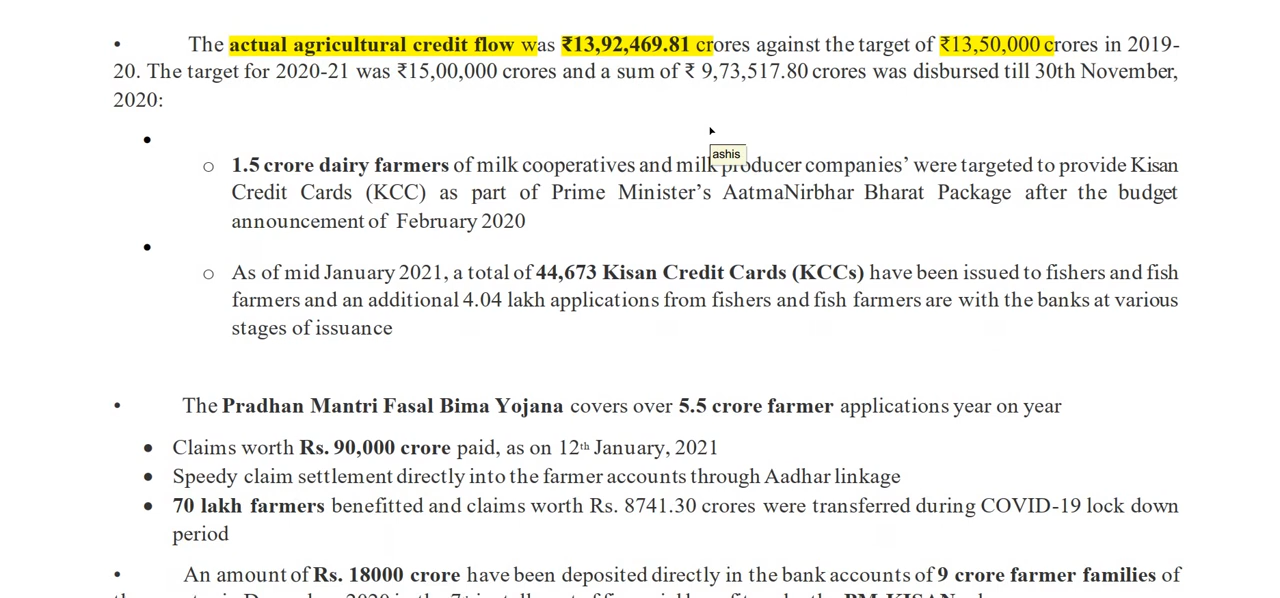 • The actual agricultural credit flow was ₹13,92,469.81 crores against the target of ₹13,50,000 crores in 2019-
20. The target for 2020-21 was ₹15,00,000 crores and a sum of ₹ 9,73,517.80 crores was disbursed till 30th November,
2020:
•
ashis
o 1.5 crore dairy farmers of milk cooperatives and milk producer companies’ were targeted to provide Kisan
Credit Cards (KCC) as part of Prime Minister’s AatmaNirbhar Bharat Package after the budget
announcement of February 2020
•
o As of mid January 2021, a total of 44,673 Kisan Credit Cards (KCCs) have been issued to fishers and fish
farmers and an additional 4.04 lakh applications from fishers and fish farmers are with the banks at various
stages of issuance
• The Pradhan Mantri Fasal Bima Yojana covers over 5.5 crore farmer applications year on year
• Claims worth Rs. 90,000 crore paid, as on 12th January, 2021
• Speedy claim settlement directly into the farmer accounts through Aadhar linkage
• 70 lakh farmers benefitted and claims worth Rs. 8741.30 crores were transferred during COVID-19 lock down
period
• An amount of Rs. 18000 crore have been deposited directly in the bank accounts of 9 crore farmer families of